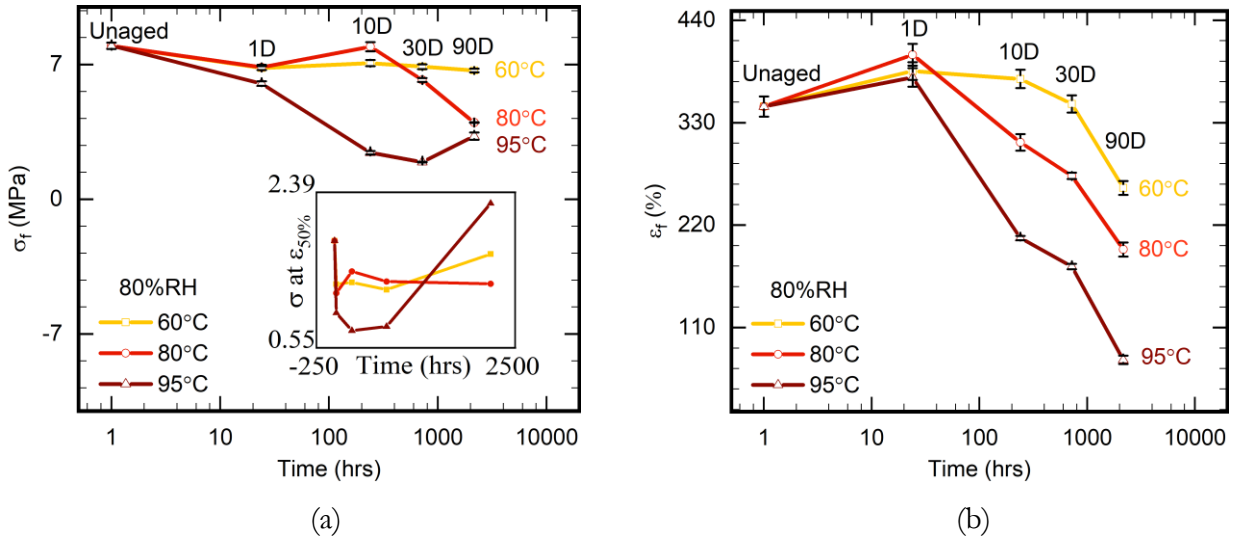 Unaged
1D
10D
30D
90D
7
60°C
80°C
95°C
0
σf (MPa)
-7
2.39
σ at ε50%
0.55
-250
Time (hrs)
2500
80%RH
60°C
80°C
95°C
1
10
100
1000
10000
Time (hrs)
(a)
440
1D
10D
30D
Unaged
330
90D
60°C
220
80°C
εf (%)
80%RH
60°C
110
80°C
95°C
95°C
1
10
100
1000
10000
Time (hrs)
(b)